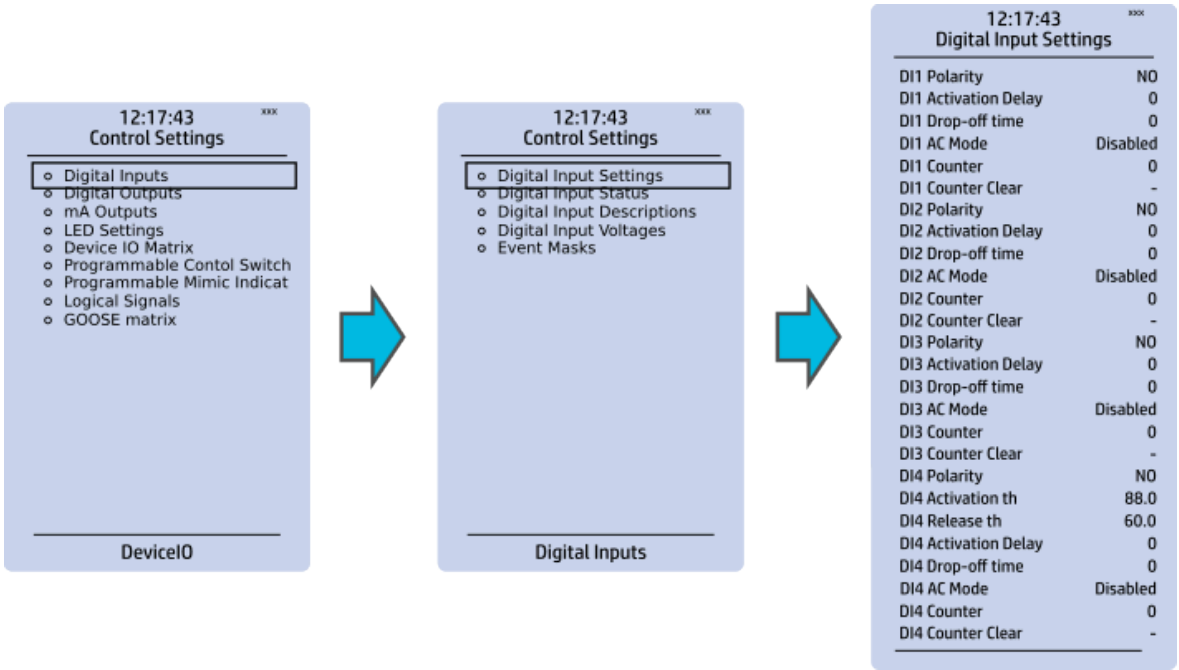 12:17:43 xxx
Control Settings
Digital Inputs
Digital Outputs
mA Outputs
LED Settings
Device IO Matrix
Programmable Contol Switch
Programmable Mimic Indicat
Logical Signals
GOOSE matrix
DeviceIO
12:17:43 xxx
Control Settings
Digital Input Settings
Digital Input Status
Digital Input Descriptions
Digital Input Voltages
Event Masks
Digital Inputs
12:17:43 xxx
Digital Input Settings
DI1 Polarity NO
DI1 Activation Delay 0
DI1 Drop-off time 0
DI1 AC Mode Disabled
DI1 Counter 0
DI1 Counter Clear -
DI2 Polarity NO
DI2 Activation Delay 0
DI2 Drop-off time 0
DI2 AC Mode Disabled
DI2 Counter 0
DI2 Counter Clear -
DI3 Polarity NO
DI3 Activation Delay 0
DI3 Drop-off time 0
DI3 AC Mode Disabled
DI3 Counter 0
DI3 Counter Clear -
DI4 Polarity NO
DI4 Activation th 88.0
DI4 Release th 60.0
DI4 Activation Delay 0
DI4 Drop-off time 0
DI4 AC Mode Disabled
DI4 Counter 0
DI4 Counter Clear -